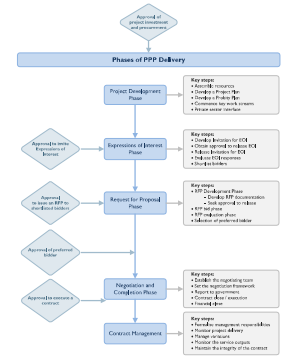 Approval of
project investment
and procurement
Phases of PPP Delivery
Project Development
Phase
Key steps:
• Assemble resources
• Develop a Project Plan
• Develop a Probity Plan
• Commence key work streams
• Private sector interface
Approval to invite
Expressions of
Interest
Expressions of Interest
Phase
Key steps:
• Develop Invitation for EOI
• Obtain approval to release EOI
• Release Invitation for EOI
• Evaluate EOI responses
• Shortlist bidders
Approval
to issue an RFP to
shortlisted bidders
Request for Proposal
Phase
Key steps:
• RFP Development Phase
• Develop RFP documentation
• Seek approval to release
• RFP bid phase
• RFP evaluation phase
• Selection of preferred bidder
Approval of preferred
bidder
Negotiation and
Completion Phase
Key steps:
• Establish the negotiating team
• Set the negotiation framework
• Report to government
• Contract close / execution
• Financial close
Approval to execute a
contract
Contract Management
Key steps:
• Formalise management responsibilities
• Monitor project delivery
• Manage variations
• Monitor the service outputs
• Maintain the integrity of the contract